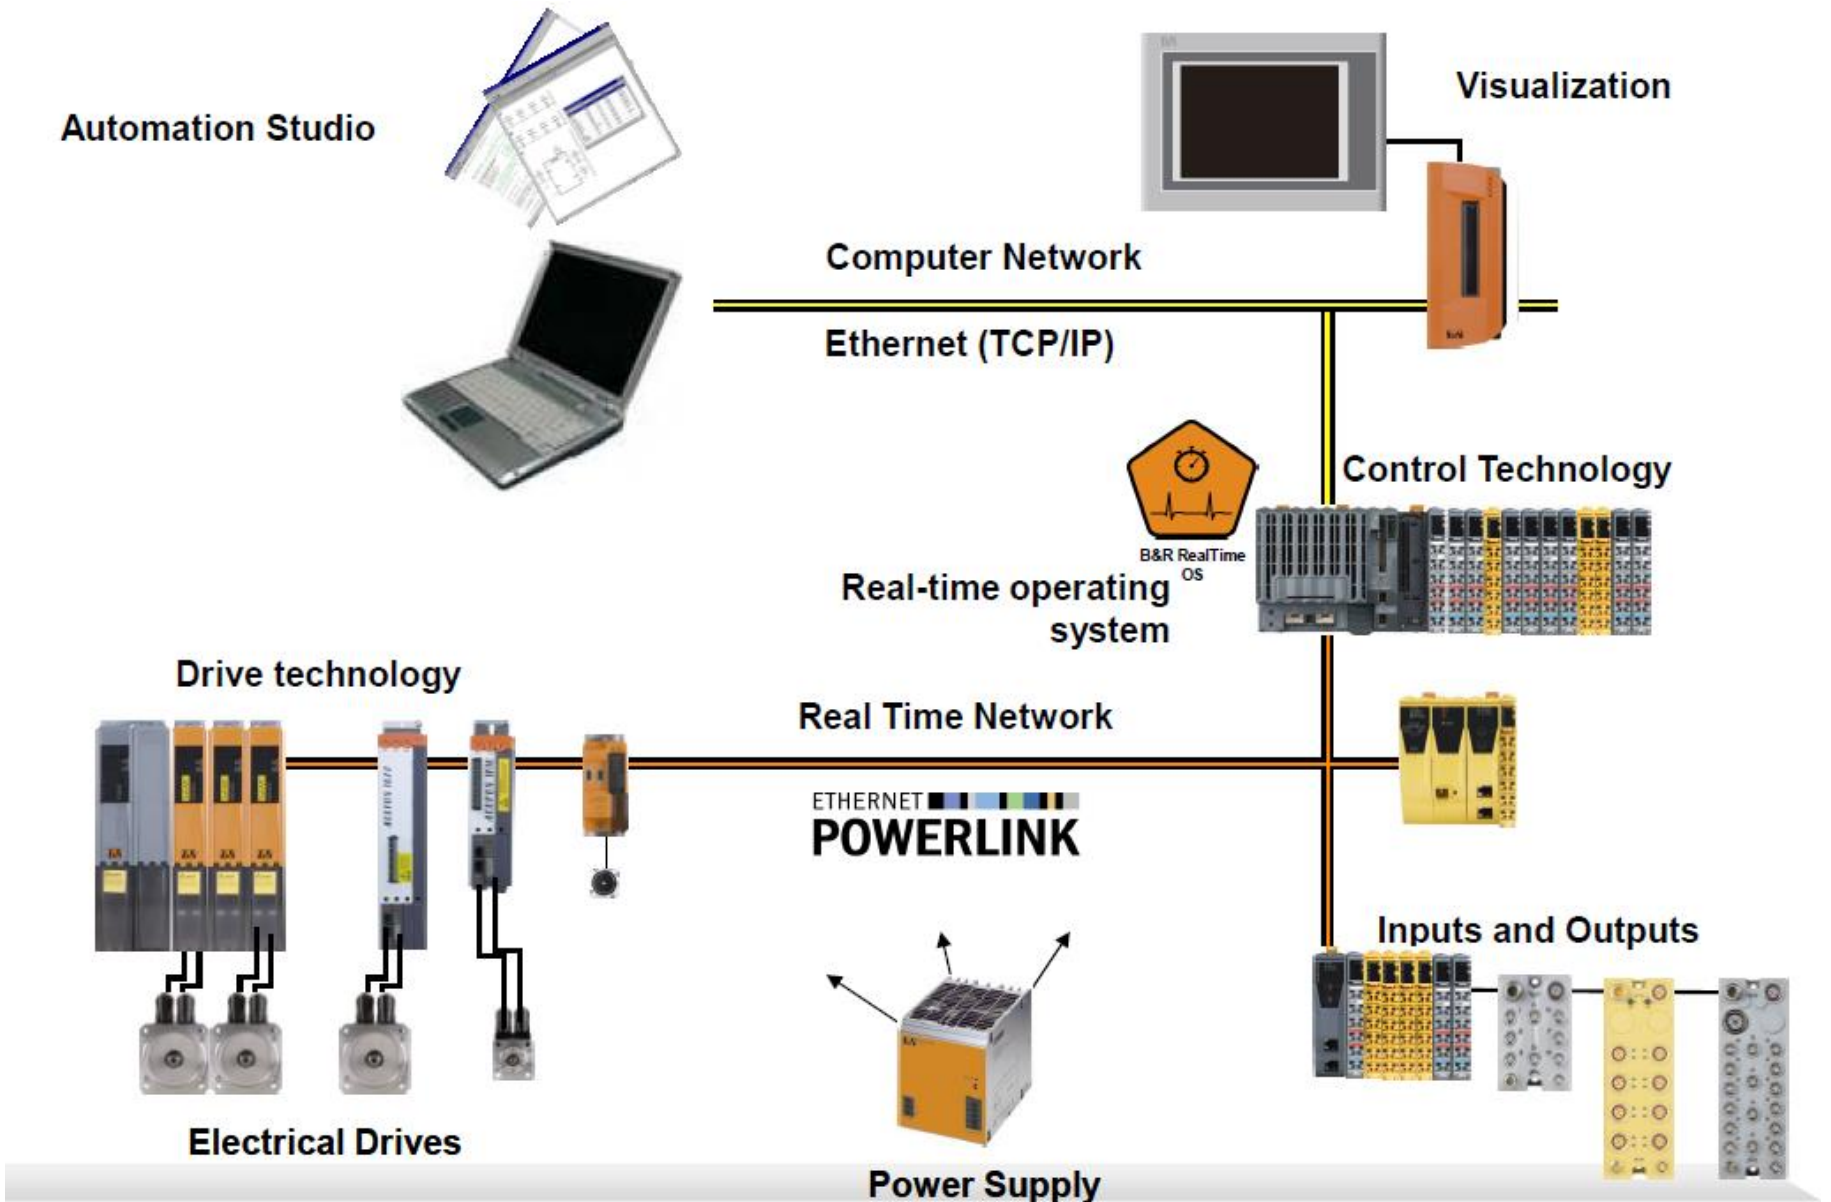 Automation Studio
Visualization
Computer Network
Ethernet (TCP/IP)
Control Technology
B&R RealTime
OS
Real-time operating
system
Drive technology
Real Time Network
ETHERNET
POWERLINK
Inputs and Outputs
Electrical Drives
Power Supply